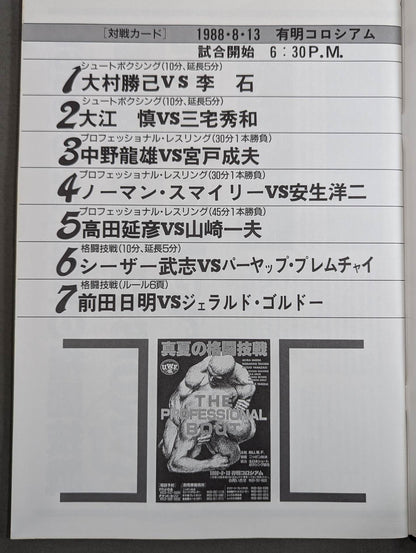 [対戦カード] 1988・8・13 有明コロシアム
試合開始 6:30P.M.
シュートボクシング(10分、延長5分)
1 大村勝己VS李 石
シュートボクシング(10分、延長5分)
2 大江 慎VS三宅秀和
プロフェッショナル・レスリング(30分1本勝負)
3 中野龍雄VS宮戸成夫
プロフェッショナル・レスリング(30分1本勝負)
4 ノーマン・スマイリーVS安生洋二
プロフェッショナル・レスリング(45分1本勝負)
5 高田延彦VS山崎一夫
格闘技戦(10分、延長5分)
6 シーザー武志VSパーヤップ・プレムチャイ
格闘技戦(ルール6頁)
7 前田日明VSジェラルド・ゴルドー
真夏の格闘技戦
UWF
THE
PROFESSIONAL
BOUT
1988・8・13 有明コロシアム